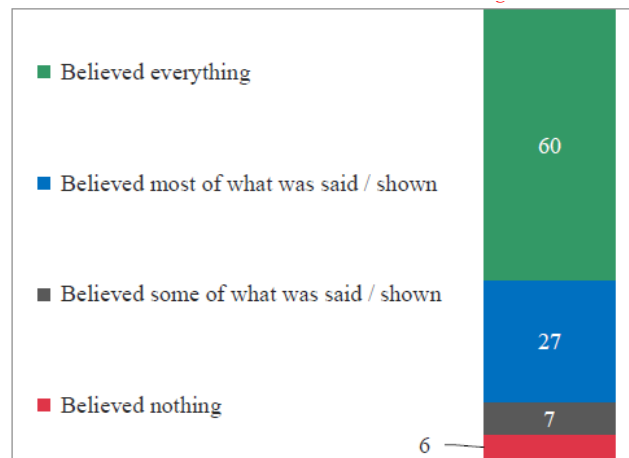 Believed everything
60
Believed most of what was said / shown
Believed some of what was said / shown
27
Believed nothing
7
6